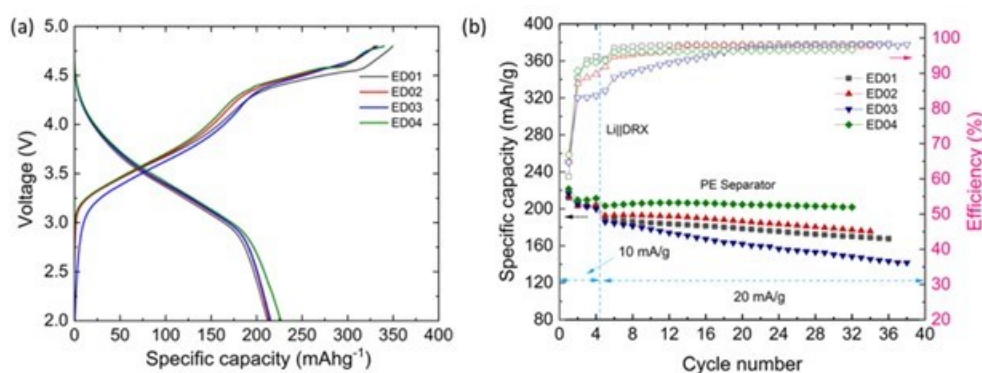 (a)
5.0
4.5
4.0
3.5
3.0
2.5
2.0
Voltage (V)
ED01
ED02
ED03
ED04
0 50 100 150 200 250 300 350 400
Specific capacity (mAhg-1)
(b)
400
360
320
280
240
200
160
120
80
Specific capacity (mAh/g)
ED01
ED02
ED03
ED04
Li||DRX
PE Separator
10 mA/g
20 mA/g
100
90
80
70
60
50
40
30
20
Efficiency (%)
0 4 8 12 16 20 24 28 32 36 40
Cycle number